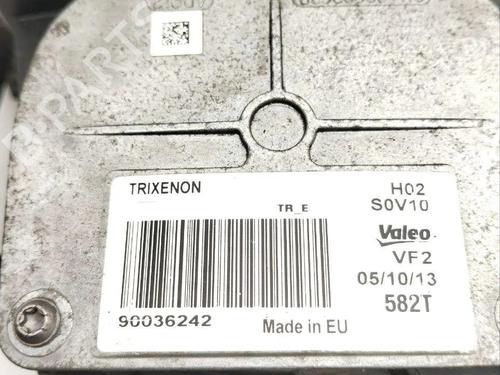 TRIXENON
H02
TR_E
S0V10
Valeo
VF2
05/10/13
582T
90036242
Made in EU